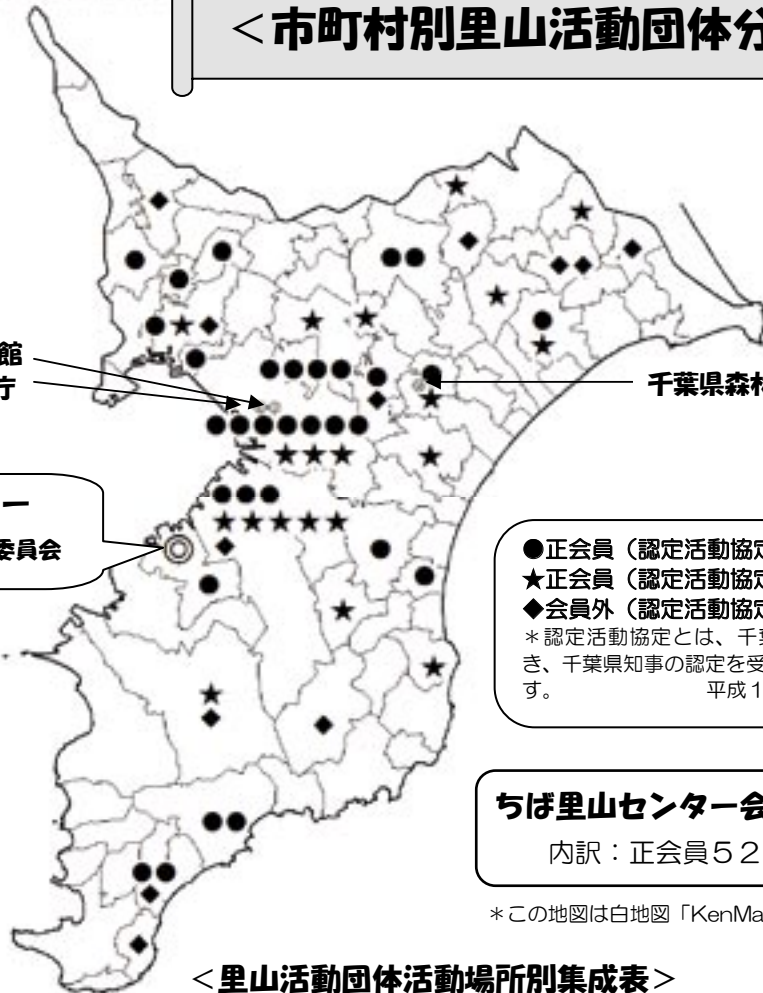 ＜市町村別里山活動団体分
館
庁
千葉県森林
ー
委員会
●正会員（認定活動協定
★正会員（認定活動協定
◆会員外（認定活動協定
＊認定活動協定とは、千葉
き、千葉県知事の認定を受
す。 平成１
ちば里山センター会
内訳：正会員５２
＊この地図は白地図「KenMa
＜里山活動団体活動場所別集成表＞